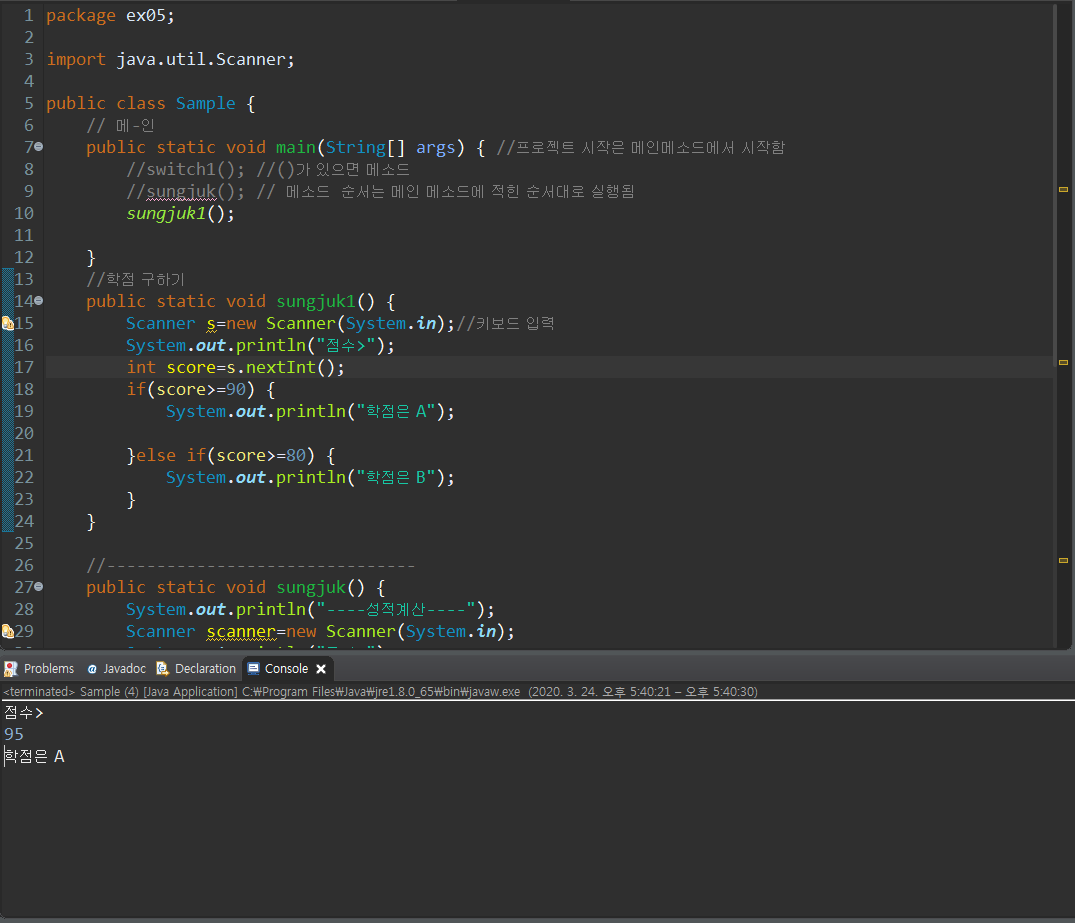 1 package ex05;
2
3 import java.util.Scanner;
4
5 public class Sample {
6 // 메-인
7 public static void main(String[] args) { //프로젝트 시작은 메인메소드에서 시작함
8 //switch1(); //()가 있으면 메소드
9 //sungjuk(); // 메소드 순서는 메인 메소드에 적힌 순서대로 실행됨
10 sungjuk1();
11
12 }
13 //학점 구하기
14 public static void sungjuk1() {
15 Scanner s=new Scanner(System.in);//키보드 입력
16 System.out.println("점수>");
17 int score=s.nextInt();
18 if(score>=90) {
19 System.out.println("학점은 A");
20
21 }else if(score>=80) {
22 System.out.println("학점은 B");
23 }
24 }
25
26 //-------------------------------
27 public static void sungjuk() {
28 System.out.println("----성적계산----");
29 Scanner scanner=new Scanner(System.in);
Problems Javadoc Declaration Console
<terminated> Sample (4) [Java Application] C:₩Program Files₩Java₩jre1.8.0_65₩bin₩javaw.exe (2020. 3. 24. 오후 5:40:21 – 오후 5:40:30)
점수>
95
학점은 A